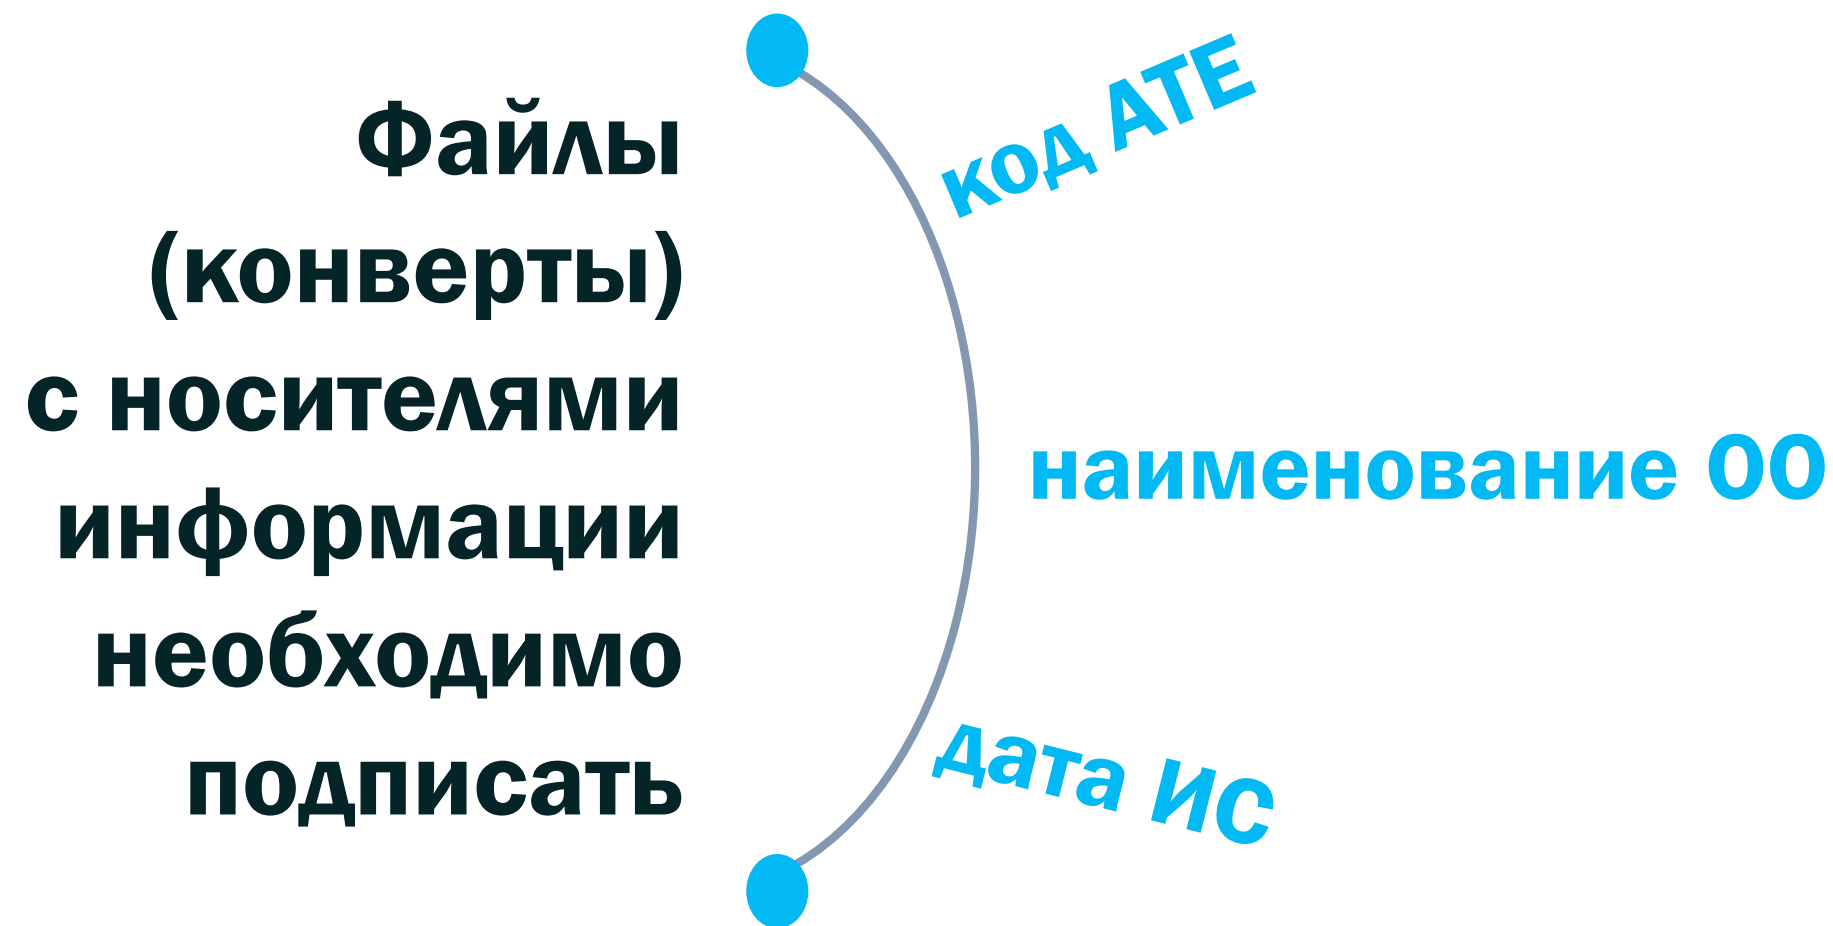 Файлы
(конверты)
с носителями
информации
необходимо
подписать
код АТЕ
наименование ОО
дата ИС